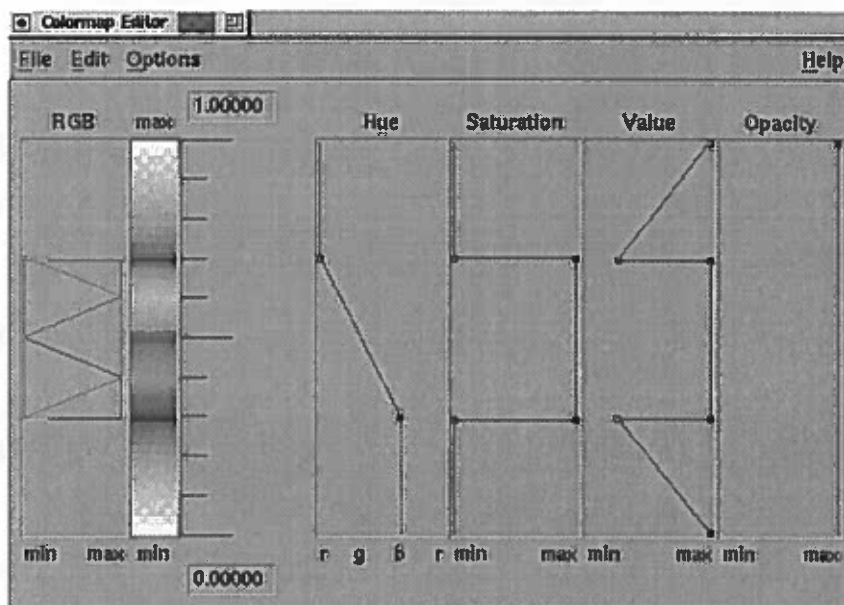 Colormap Editor
File Edit Options Help
1.00000
RGB max Hue Saturation Value Opacity
min max min r g b r min max min max min max
0.00000